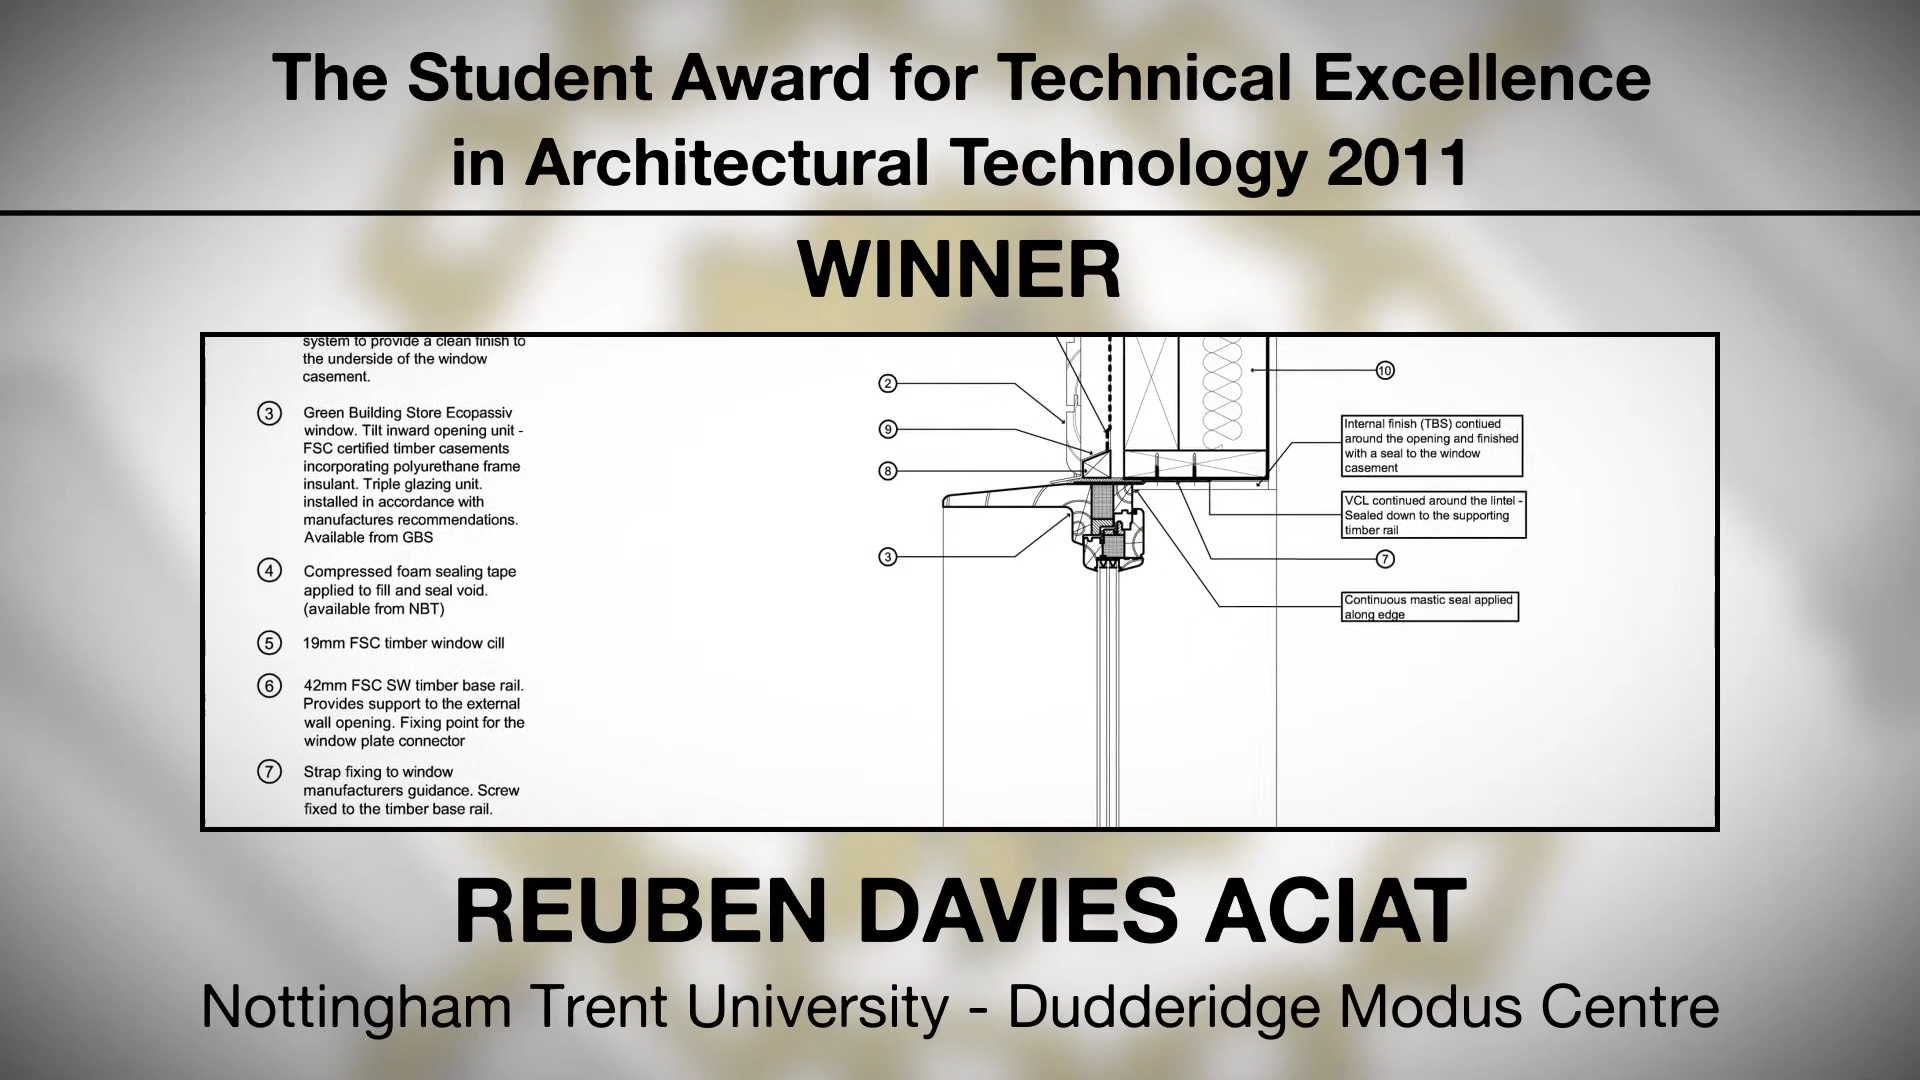 The Student Award for Technical Excellence
in Architectural Technology 2011
WINNER
system to provide a clean finish to
the underside of the window
casement.
3 Green Building Store Ecopassiv
window. Tilt inward opening unit -
FSC certified timber casements
incorporating polyurethane frame
insulant. Triple glazing unit.
installed in accordance with
manufactures recommendations.
Available from GBS
4 Compressed foam sealing tape
applied to fill and seal void.
(available from NBT)
5 19mm FSC timber window cill
6 42mm FSC SW timber base rail.
Provides support to the external
wall opening. Fixing point for the
window plate connector
7 Strap fixing to window
manufacturers guidance. Screw
fixed to the timber base rail.
2
9
8
3
10
Internal finish (TBS) contiued
around the opening and finished
with a seal to the window
casement
VCL continued around the lintel -
Sealed down to the supporting
timber rail
7
Continuous mastic seal applied
along edge
REUBEN DAVIES ACIAT
Nottingham Trent University - Dudderidge Modus Centre